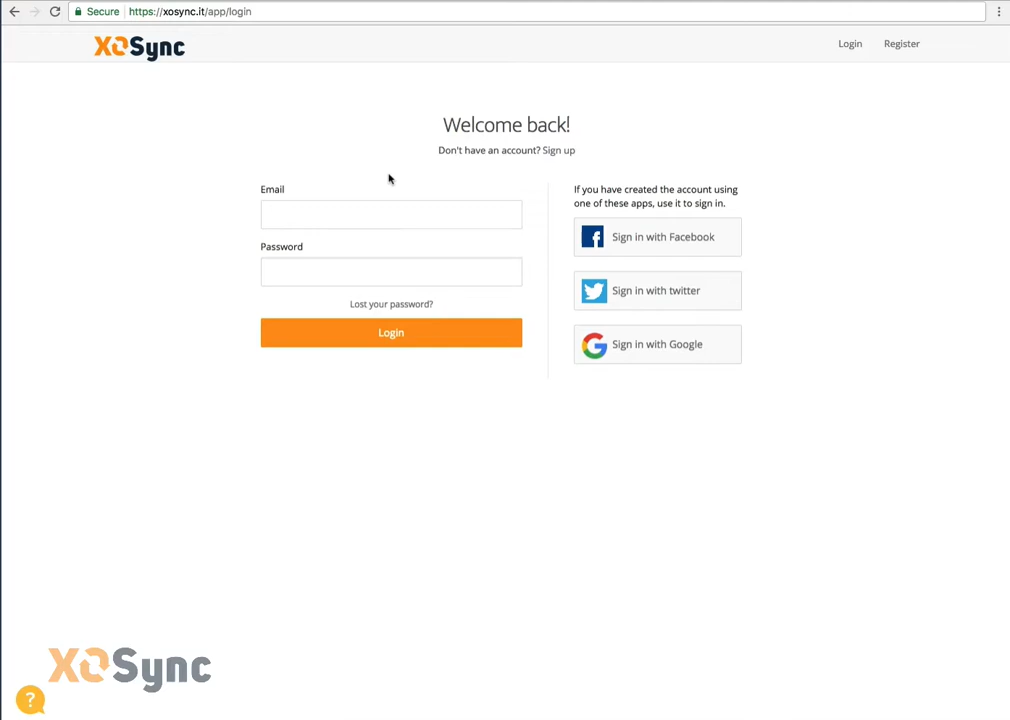 Secure https://xosync.it/app/login
XOSync
Login Register
Welcome back!
Don't have an account? Sign up
Email
Password
Lost your password?
Login
If you have created the account using
one of these apps, use it to sign in.
Sign in with Facebook
Sign in with twitter
Sign in with Google
XOSync
?